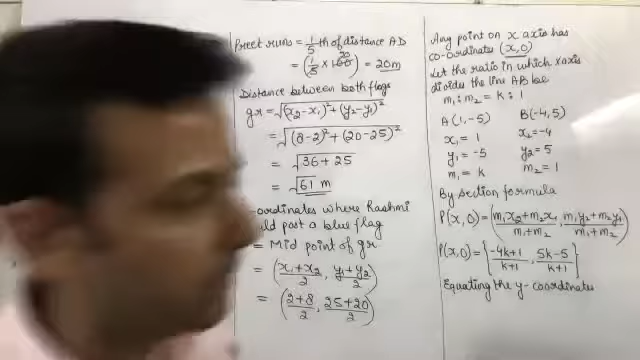 Preet runs = 1/5 th of distance AD
= (1/5 × 100 20) = 20m
Distance between both flags
gr = √(x₂-x₁)²+(y₂-y₁)²
= √(8-2)²+(20-25)²
= √36+25
= √61 m
ordinates where Rashmi
ld post a blue flag
= Mid point of gr
= (x₁+x₂/2, y₁+y₂/2)
= (2+8/2, 25+20/2)
Any point on x axis has
co-ordinates (x,0)
Let the ratio in which x axis
divides the line AB be
m₁:m₂ = k:1
A(1,-5) B(-4,5)
x₁=1 x₂=-4
y₁=-5 y₂=5
m₁=k m₂=1
By section formula
P(x,0)=(m₁x₂+m₂x₁/m₁+m₂, m₁y₂+m₂y₁/m₁+m₂)
P(x,0)={-4k+1/k+1, 5k-5/k+1}
Equating the y-coordinates